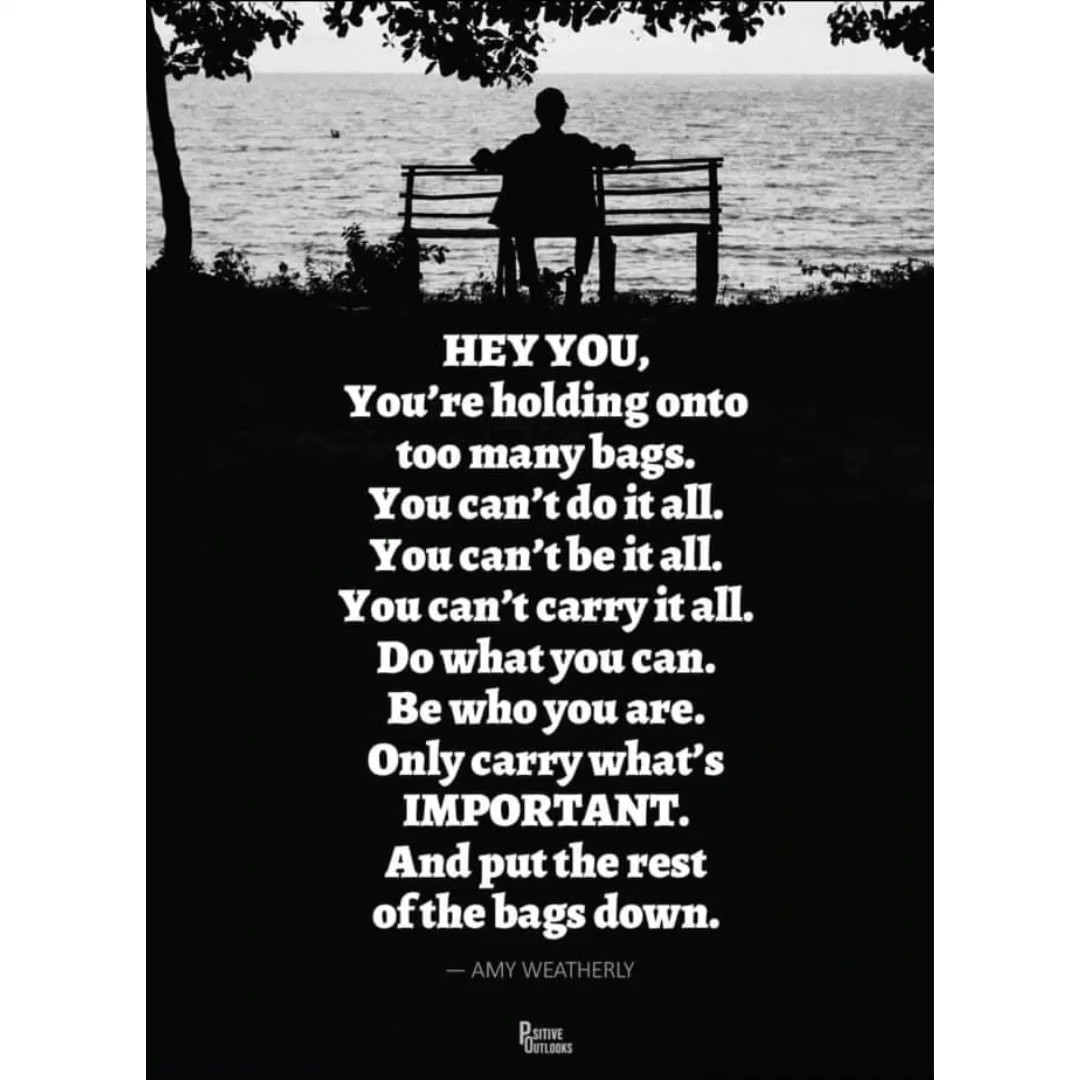 HEY YOU,
You’re holding onto
too many bags.
You can’t do it all.
You can’t be it all.
You can’t carry it all.
Do what you can.
Be who you are.
Only carry what’s
IMPORTANT.
And put the rest
of the bags down.
— AMY WEATHERLY
POSITIVE
OUTLOOKS